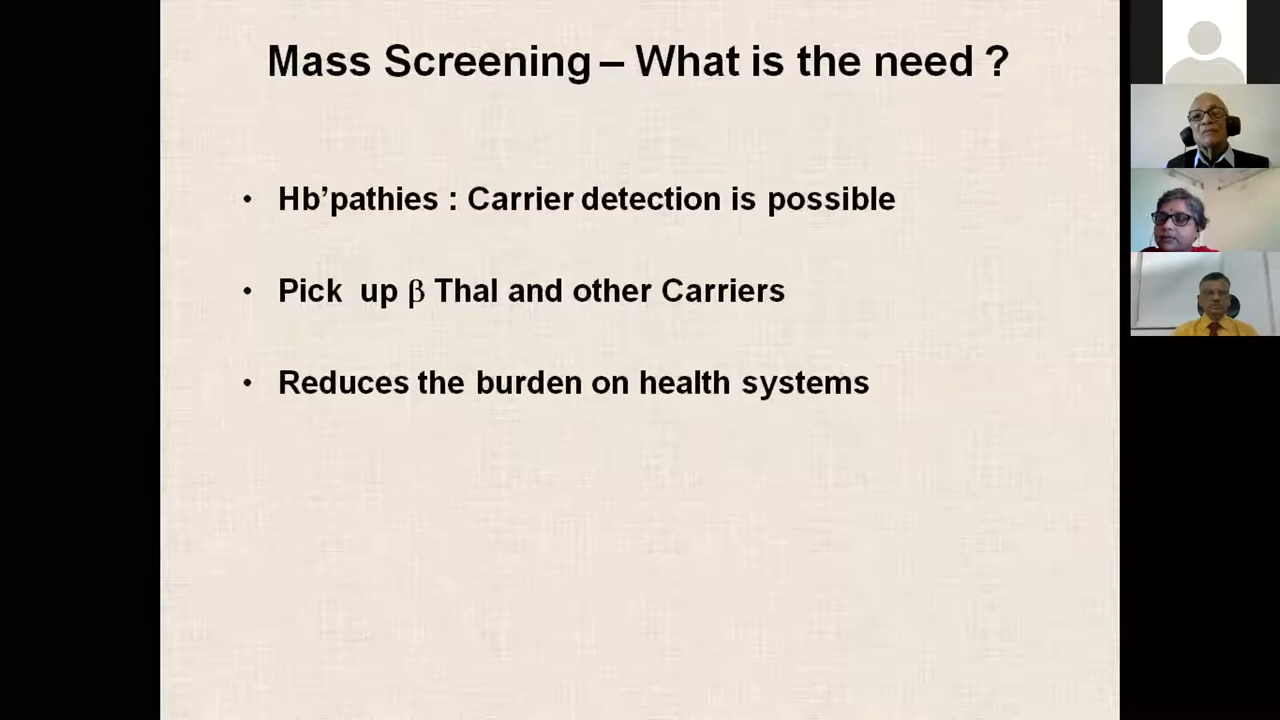 Mass Screening – What is the need ?
• Hb’pathies : Carrier detection is possible
• Pick up β Thal and other Carriers
• Reduces the burden on health systems